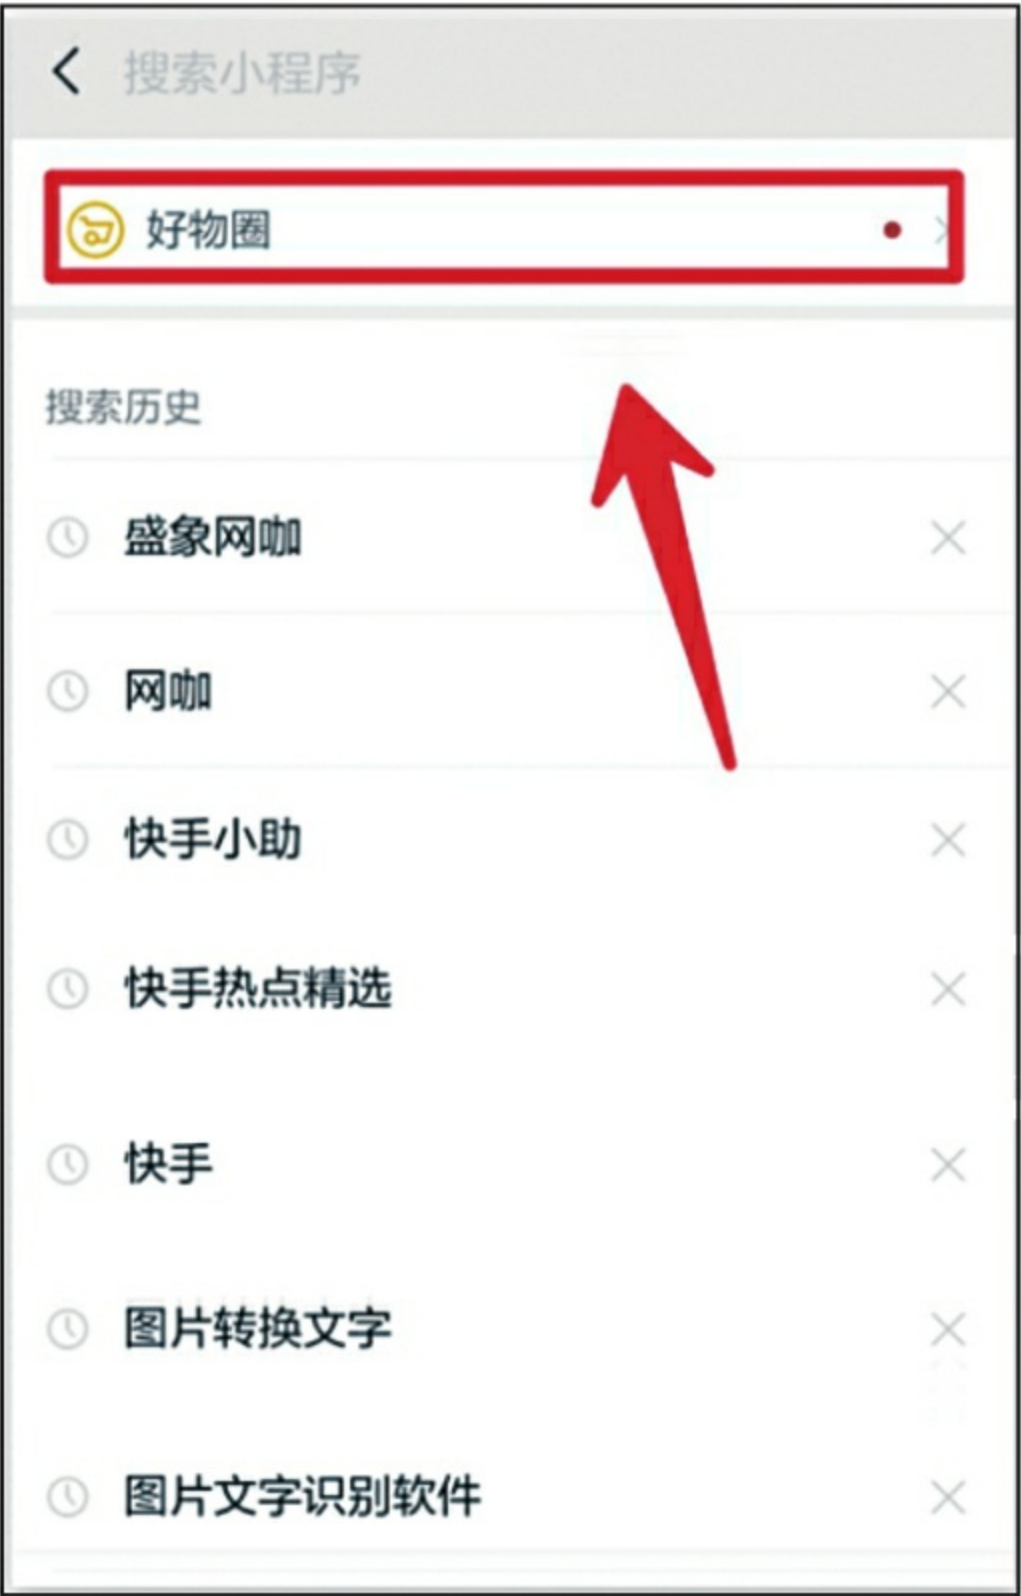 搜索小程序
好物圈
搜索历史
盛象网咖
网咖
快手小助
快手热点精选
快手
图片转换文字
图片文字识别软件